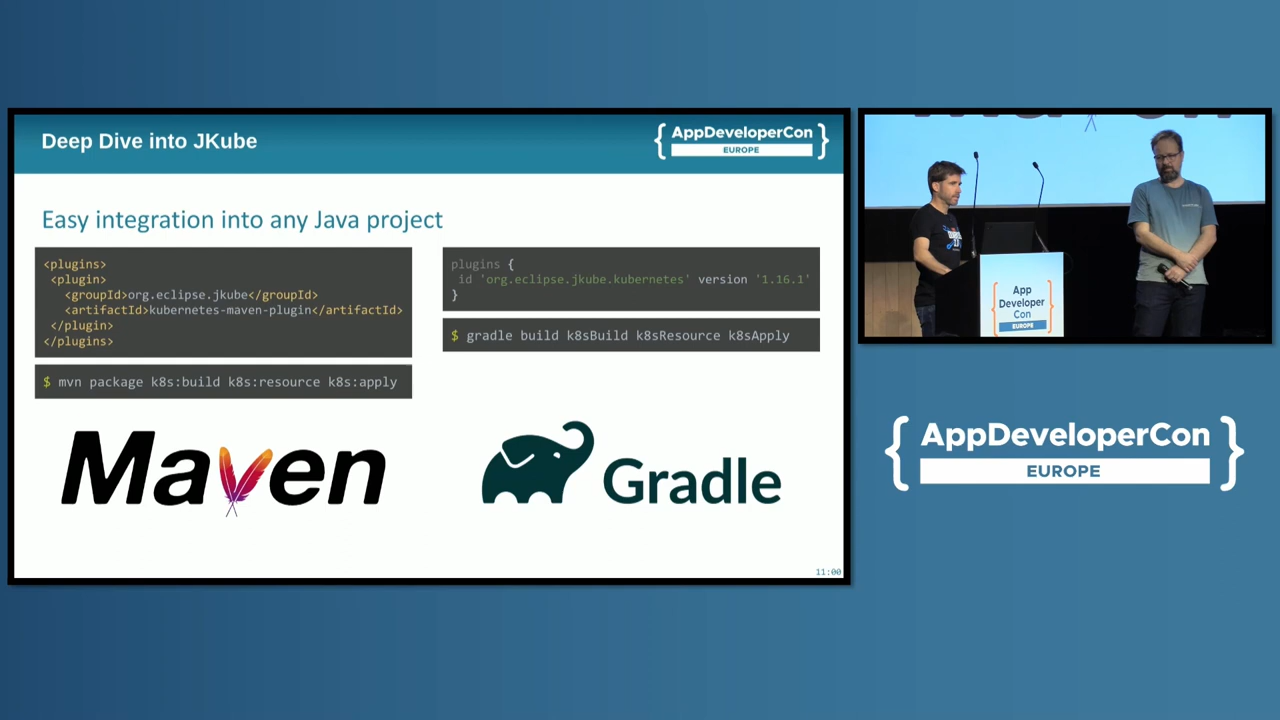 Deep Dive into JKube
{ AppDeveloperCon }
EUROPE
Easy integration into any Java project
<plugins>
<plugin>
<groupId>org.eclipse.jkube</groupId>
<artifactId>kubernetes-maven-plugin</artifactId>
</plugin>
</plugins>
$ mvn package k8s:build k8s:resource k8s:apply
plugins {
id 'org.eclipse.jkube.kubernetes' version '1.16.1'
}
$ gradle build k8sBuild k8sResource k8sApply
Maven
Gradle
11:00
App
Developer
Con
EUROPE
{ AppDeveloperCon }
EUROPE